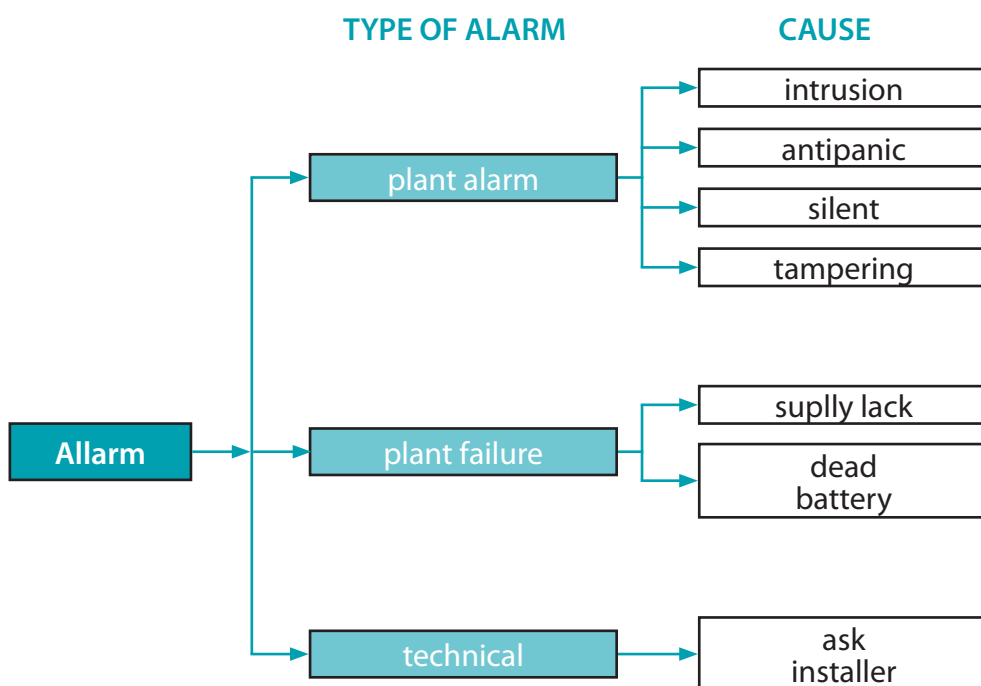 TYPE OF ALARM
CAUSE
intrusion
antipanic
plant alarm
silent
tampering
suplly lack
Allarm
plant failure
dead
battery
technical
ask
installer